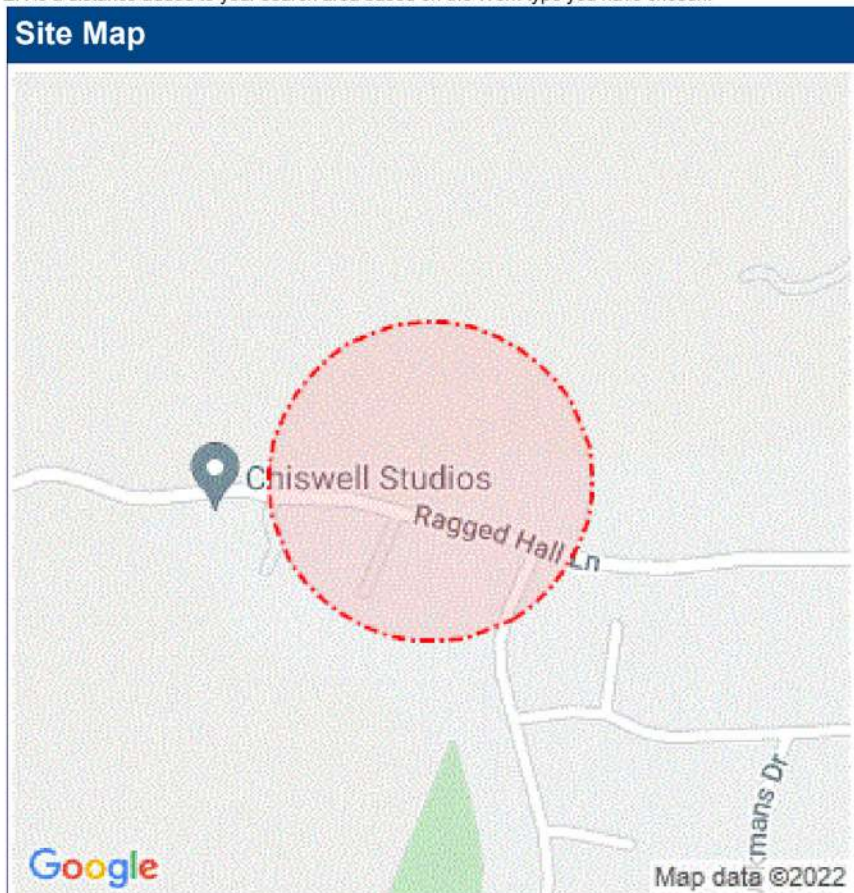 Site Map
Chiswell Studios
Ragged Hall Ln
Google
Map data ©2022